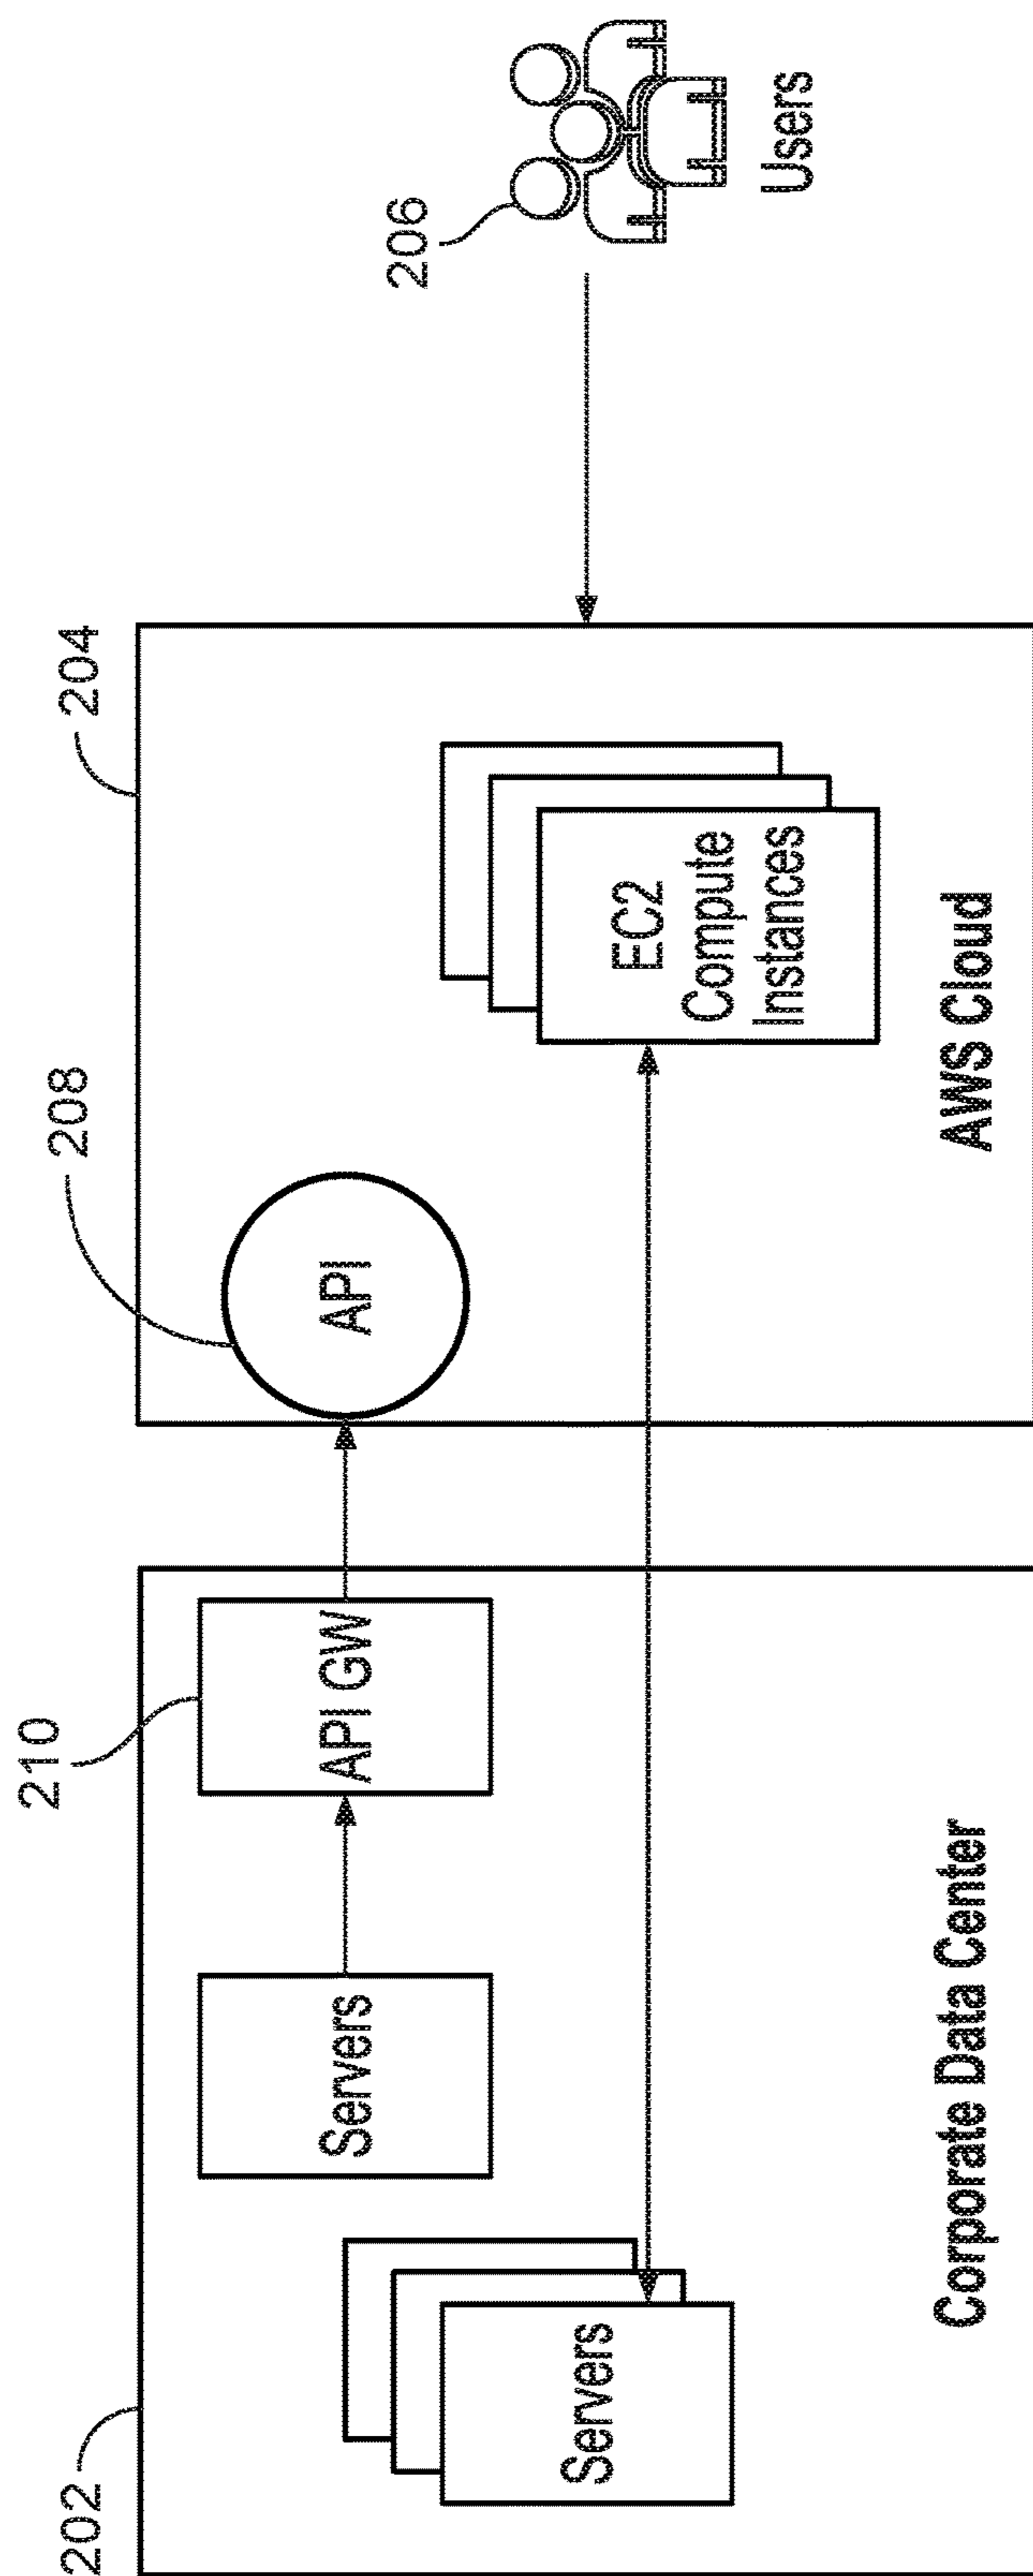 202
210
208
204
206
Servers
Servers
API GW
API
EC2
Compute
Instances
Users
Corporate Data Center
AWS Cloud